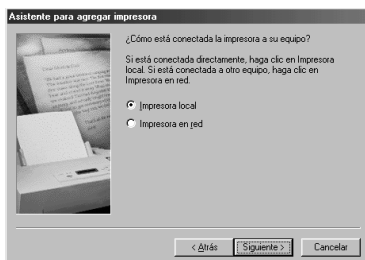 Asistente para agregar impresora
¿Cómo está conectada la impresora a su equipo?
Si está conectada directamente, haga clic en Impresora
local. Si está conectada a otro equipo, haga clic en
Impresora en red.
Impresora local
Impresora en red
< Atrás
Siguiente >
Cancelar